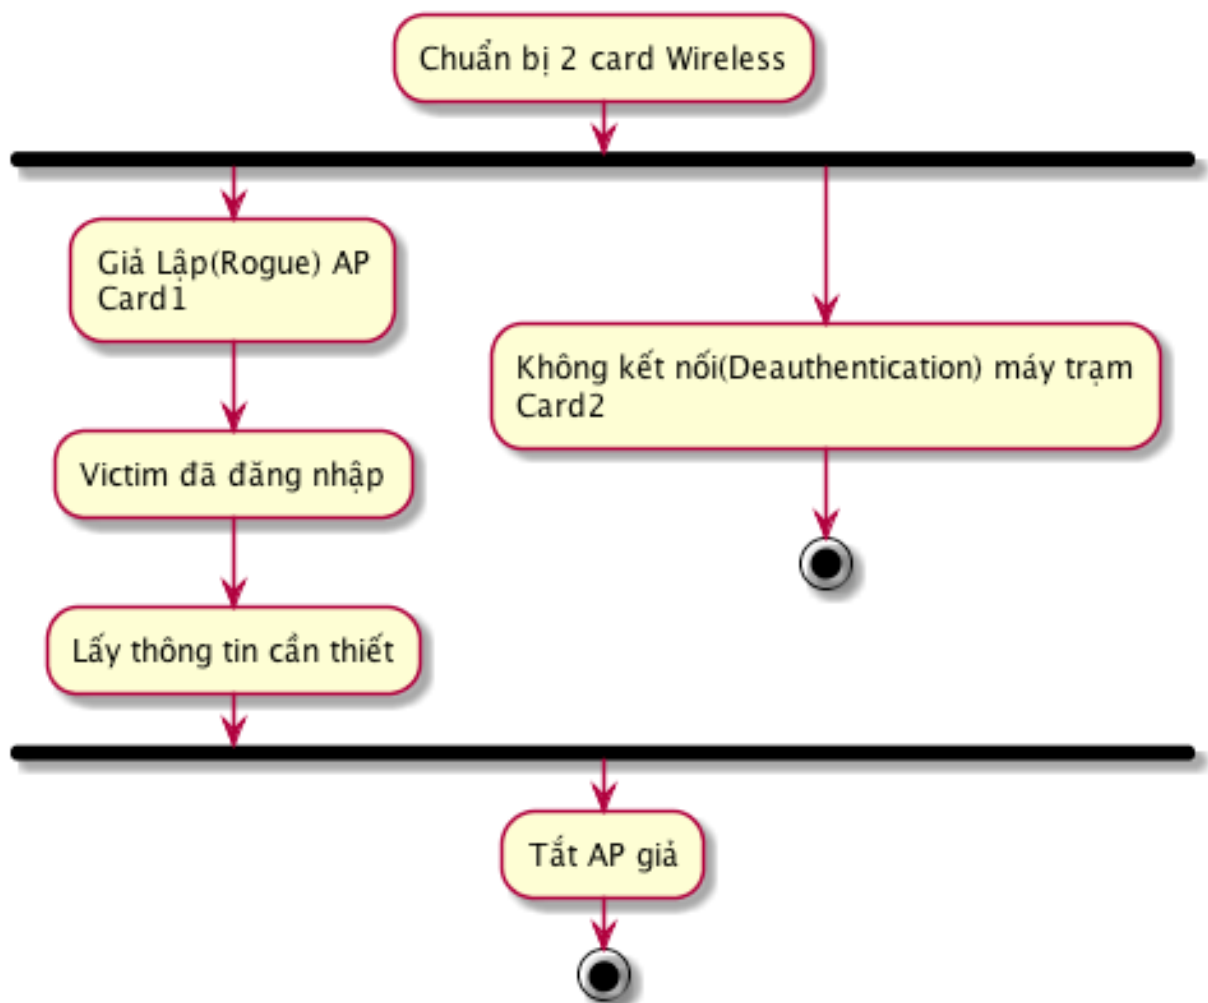 Chuẩn bị 2 card Wireless
Giả Lập(Rogue) AP
Card1
Không kết nối(Deauthentication) máy trạm
Card2
Victim đã đăng nhập
Lấy thông tin cần thiết
Tắt AP giả